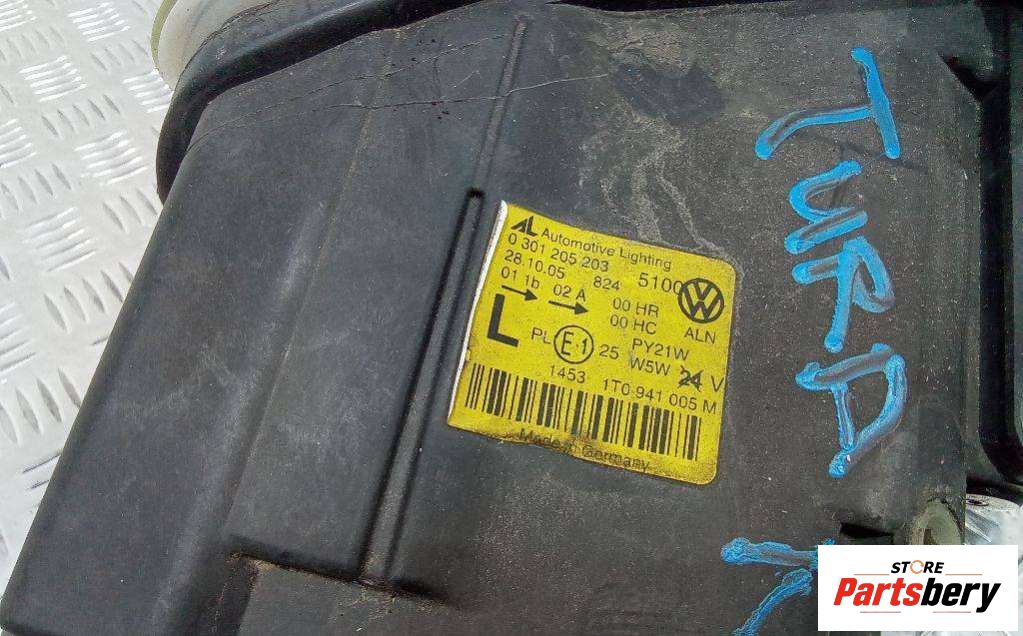 AL Automotive Lighting
0 301 205 203
28.10.05 824 5100
01 1b 02 A 00 HR
00 HC ALN
L PL E1 25 PY21W
W5W 24 V
1453 1T0 941 005 M
Made in Germany
STORE
Partsbery